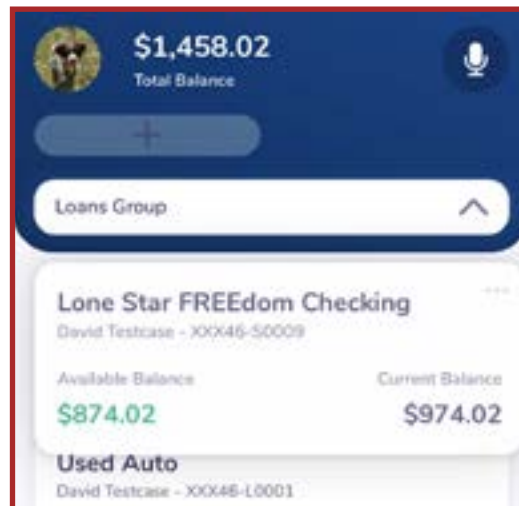 $1,458.02
Total Balance
Loans Group
Lone Star FREEdom Checking
David Testcase - XXX46-S0009
Available Balance Current Balance
$874.02 $974.02
Used Auto
David Testcase - XXX46-L0001